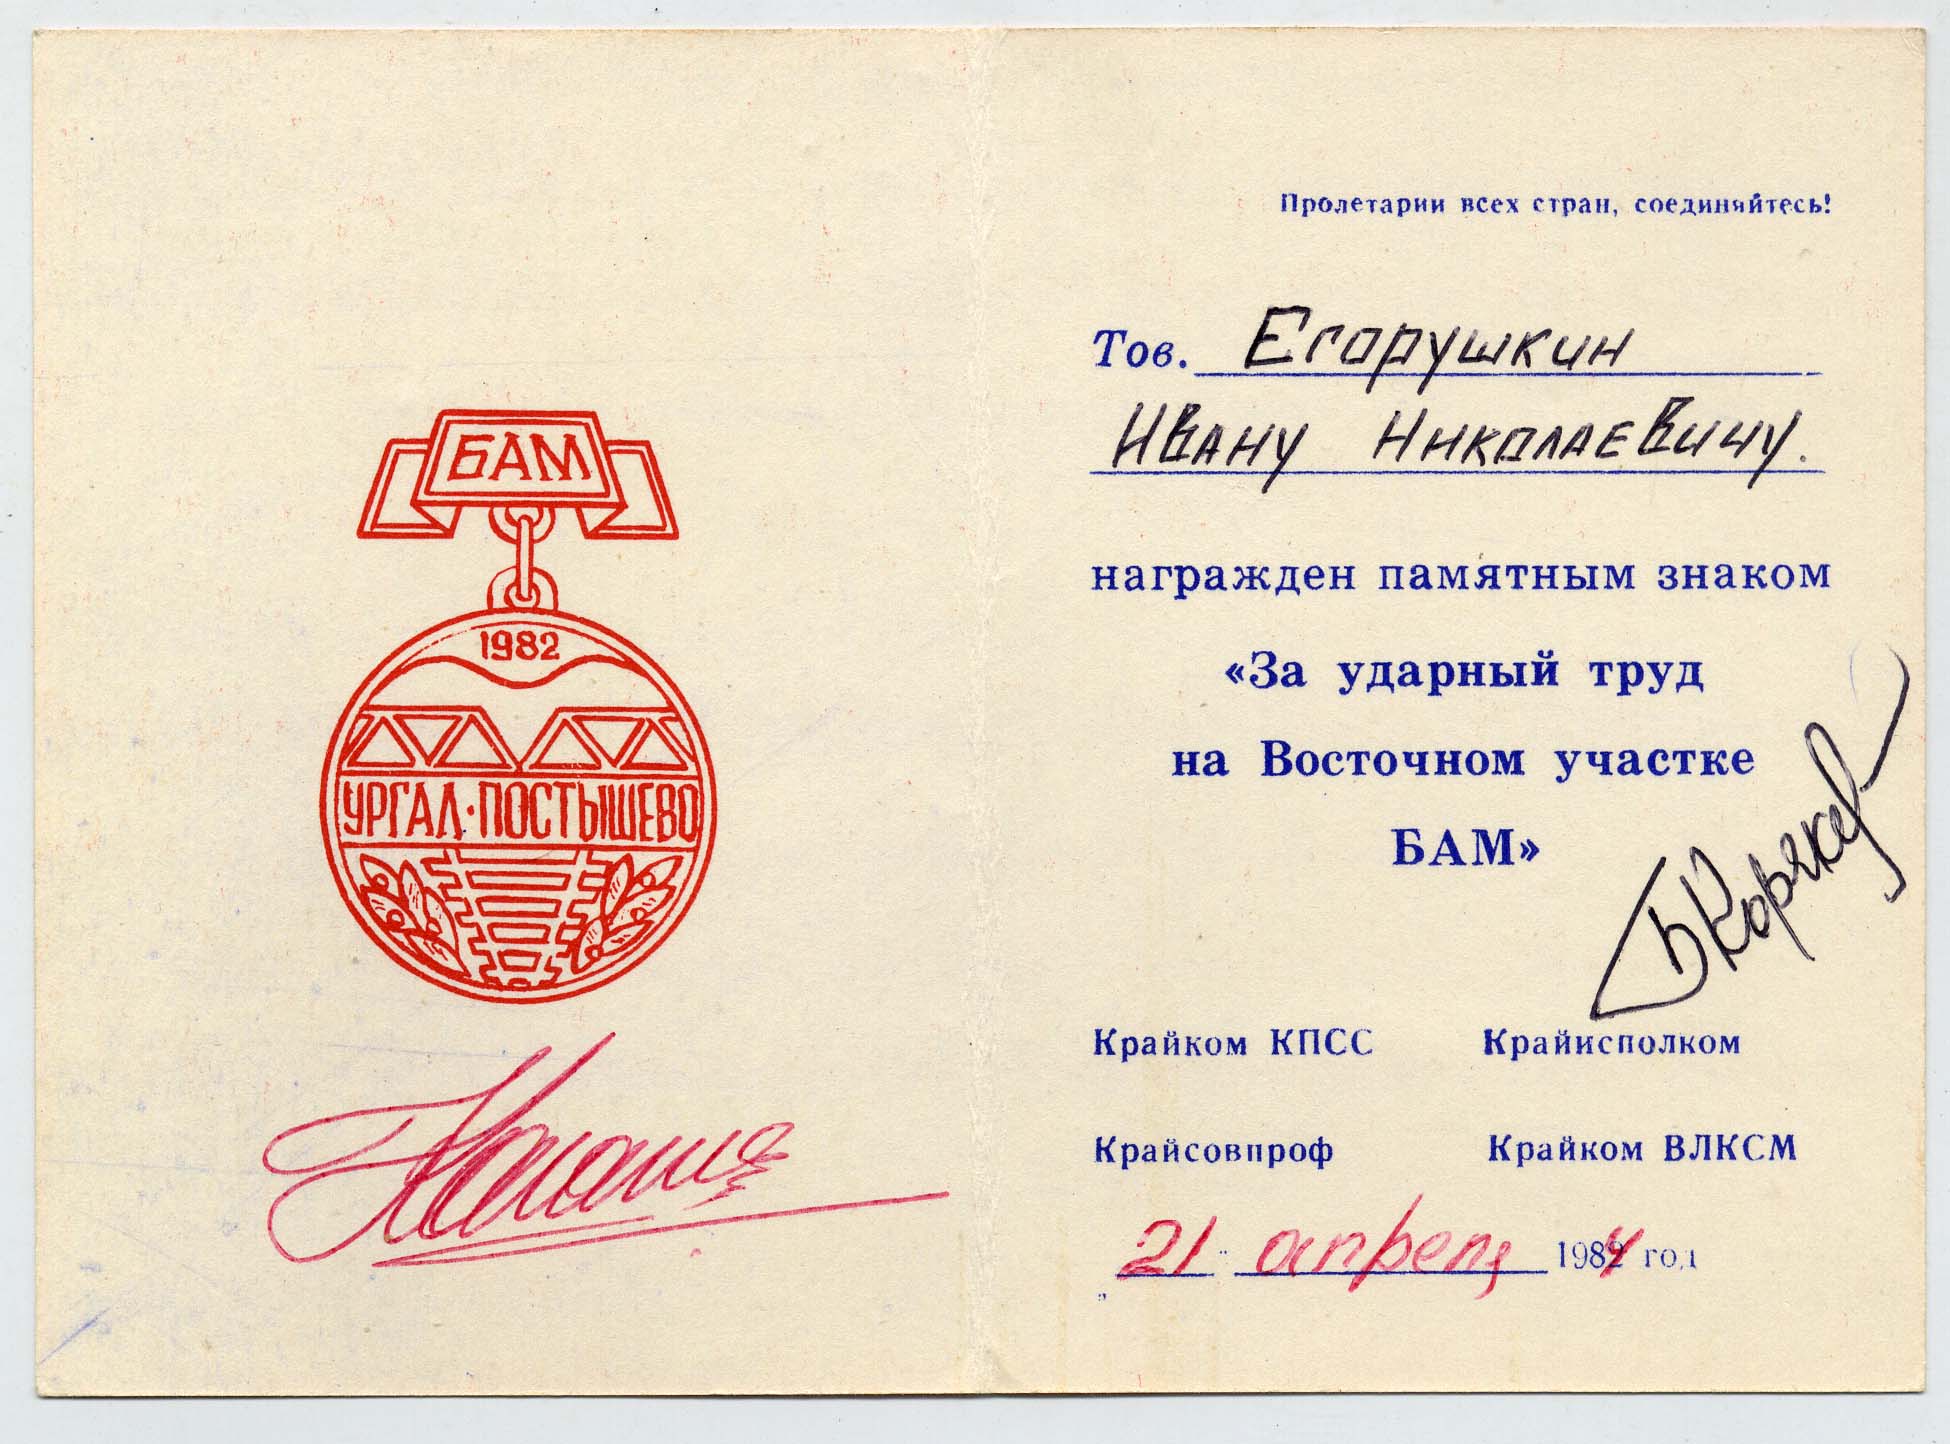 БАМ
1982
УРГАЛ·ПОСТЫШЕВО
Пролетарии всех стран, соединяйтесь!
Тов. Егорушкин
Ивану Николаевичу.
награжден памятным знаком
«За ударный труд
на Восточном участке
БАМ»
Крайком КПСС Крайисполком
Крайсовпроф Крайком ВЛКСМ
„ 21 " апреля 1984 год